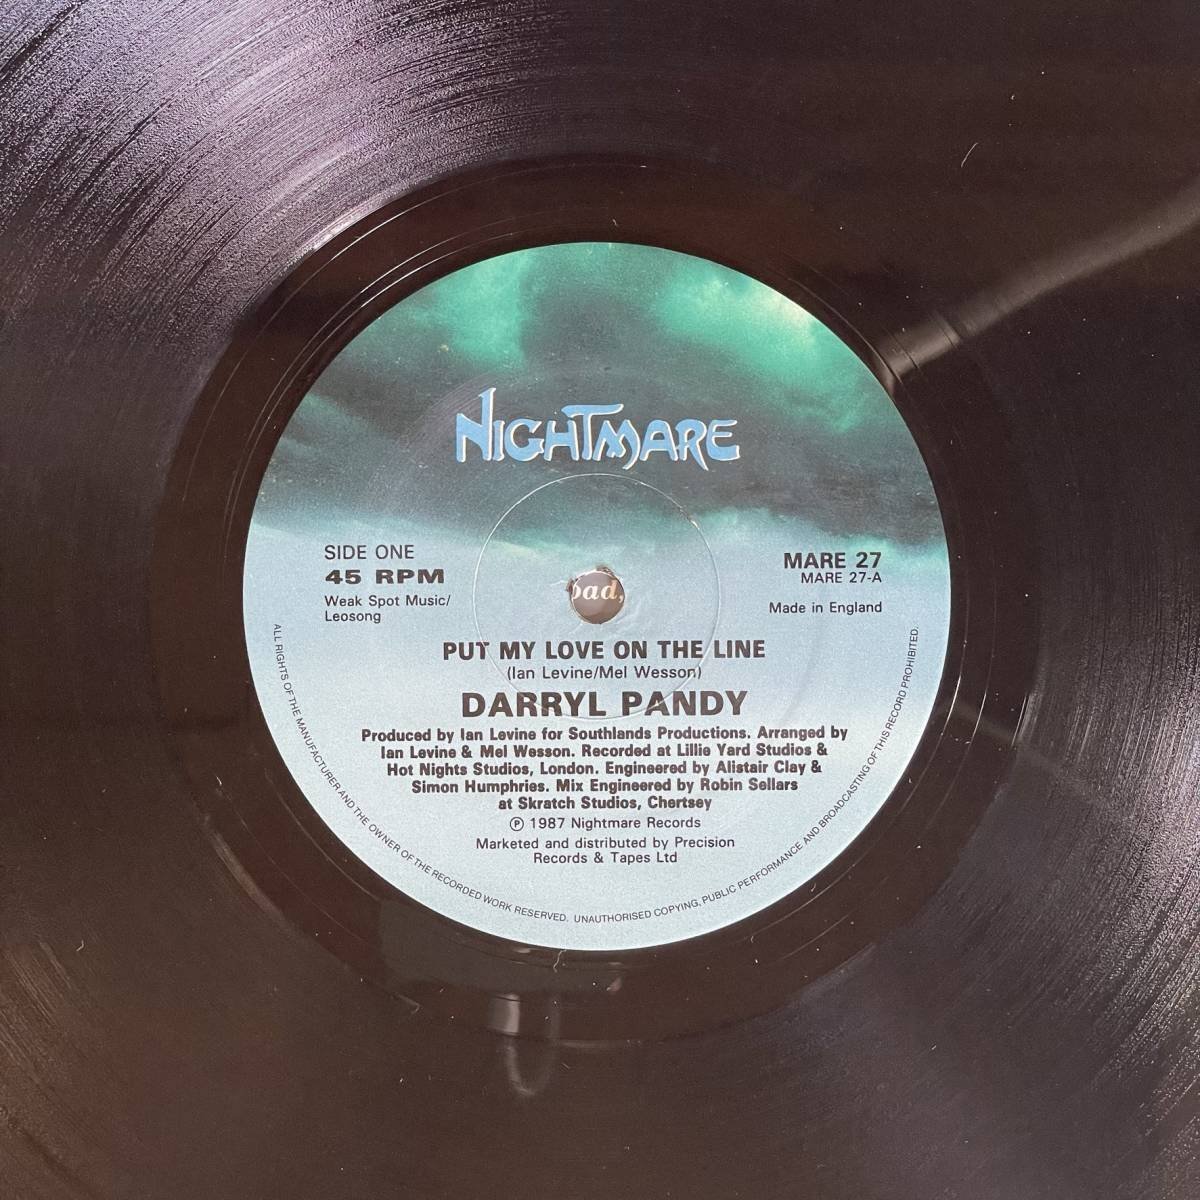 NIGHTMARE
SIDE ONE
45 RPM
Weak Spot Music/
Leosong
MARE 27
MARE 27-A
Made in England
oad,
PUT MY LOVE ON THE LINE
(Ian Levine/Mel Wesson)
DARRYL PANDY
Produced by Ian Levine for Southlands Productions. Arranged by
Ian Levine & Mel Wesson. Recorded at Lillie Yard Studios &
Hot Nights Studios, London. Engineered by Alistair Clay &
Simon Humphries. Mix Engineered by Robin Sellars
at Skratch Studios, Chertsey
Ⓟ 1987 Nightmare Records
Marketed and distributed by Precision
Records & Tapes Ltd
ALL RIGHTS OF THE MANUFACTURER AND THE OWNER OF THE RECORDED WORK RESERVED. UNAUTHORISED COPYING, PUBLIC PERFORMANCE AND BROADCASTING OF THIS RECORD PROHIBITED.